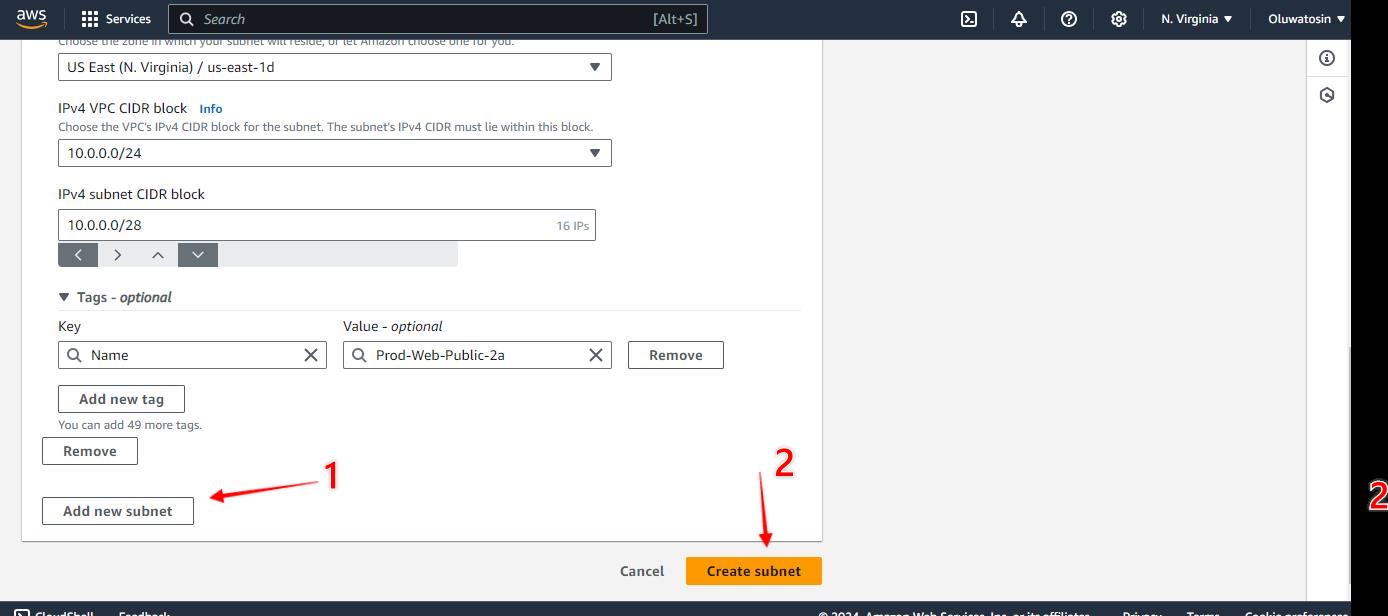 aws Services Search [Alt+S] N. Virginia Oluwatosin
Choose the zone in which your subnet will reside, or let Amazon choose one for you.
US East (N. Virginia) / us-east-1d
IPv4 VPC CIDR block Info
Choose the VPC's IPv4 CIDR block for the subnet. The subnet's IPv4 CIDR must lie within this block.
10.0.0.0/24
IPv4 subnet CIDR block
10.0.0.0/28 16 IPs
Tags - optional
Key Value - optional
Name Prod-Web-Public-2a Remove
Add new tag
You can add 49 more tags.
Remove
1 2
2
Add new subnet
Cancel Create subnet
CloudShell Feedback © 2024, Amazon Web Services, Inc. or its affiliates. Privacy Terms Cookie preferences